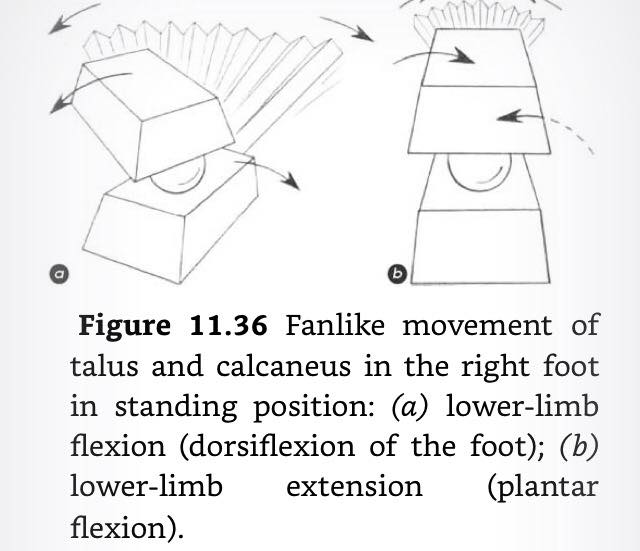 a
b
Figure 11.36 Fanlike movement of
talus and calcaneus in the right foot
in standing position: (a) lower-limb
flexion (dorsiflexion of the foot); (b)
lower-limb extension (plantar
flexion).